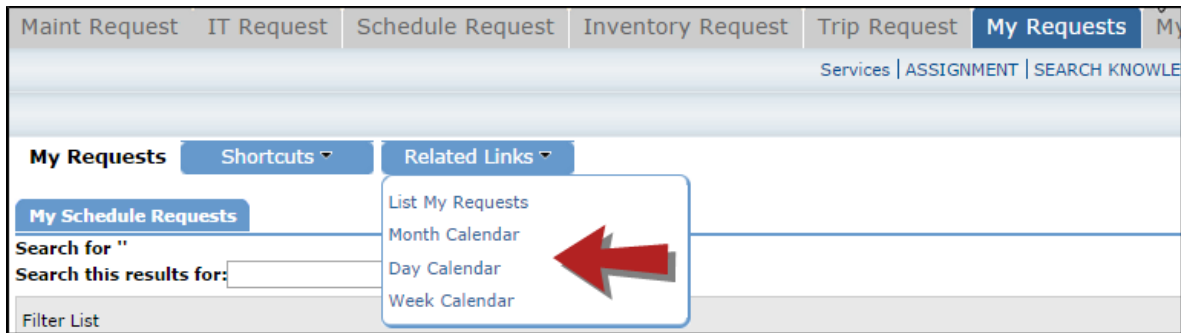 Maint Request IT Request Schedule Request Inventory Request Trip Request My Requests My
Services | ASSIGNMENT | SEARCH KNOWLE
My Requests Shortcuts Related Links
List My Requests
My Schedule Requests
Month Calendar
Search for ''
Day Calendar
Search this results for:
Week Calendar
Filter List